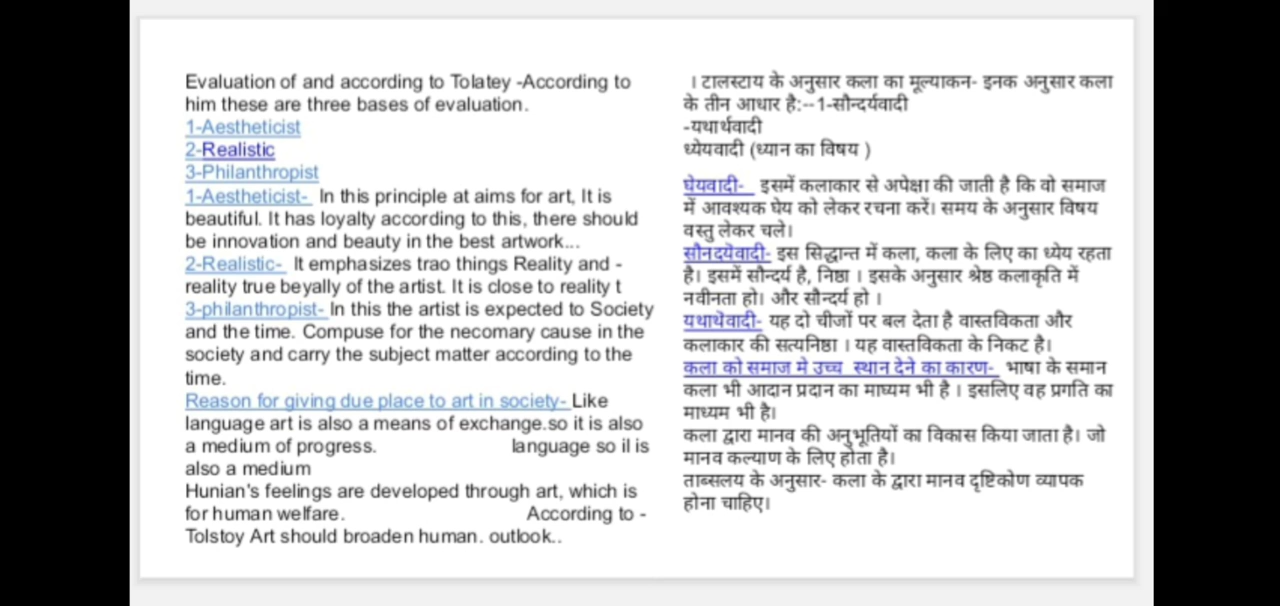 Evaluation of and according to Tolatey -According to
him these are three bases of evaluation.
1-Aestheticist
2-Realistic
3-Philanthropist
1-Aestheticist-  In this principle at aims for art, It is
beautiful. It has loyalty according to this, there should
be innovation and beauty in the best artwork...
2-Realistic-  It emphasizes trao things Reality and -
reality true beyally of the artist. It is close to reality t
3-philanthropist- In this the artist is expected to Society
and the time. Compuse for the necomary cause in the
society and carry the subject matter according to the
time.
Reason for giving due place to art in society- Like
language art is also a means of exchange.so it is also
a medium of progress. language so il is
also a medium
Hunian's feelings are developed through art, which is
for human welfare. According to -
Tolstoy Art should broaden human. outlook..
। टालस्टाय के अनुसार कला का मूल्याकन- इनक अनुसार कला
के तीन आधार है:--1-सौन्दर्यवादी
-यथार्थवादी
ध्येयवादी (ध्यान का विषय )
घेयवादी-  इसमें कलाकार से अपेक्षा की जाती है कि वो समाज
में आवश्यक घेय को लेकर रचना करें। समय के अनुसार विषय
वस्तु लेकर चले।
सौनदयेवादी- इस सिद्धान्त में कला, कला के लिए का ध्येय रहता
है। इसमें सौन्दर्य है, निष्ठा । इसके अनुसार श्रेष्ठ कलाकृति में
नवीनता हो। और सौन्दर्य हो ।
यथाथेवादी- यह दो चीजों पर बल देता है वास्तविकता और
कलाकार की सत्यनिष्ठा । यह वास्तविकता के निकट है।
कला को समाज मे उच्च  स्थान देने का कारण-  भाषा के समान
कला भी आदान प्रदान का माघ्यम भी है । इसलिए वह प्रगति का
माध्यम भी है।
कला द्वारा मानव की अनुभूतियों का विकास किया जाता है। जो
मानव कल्याण के लिए होता है।
ताब्सलय के अनुसार- कला के द्वारा मानव दृष्टिकोण व्यापक
होना चाहिए।